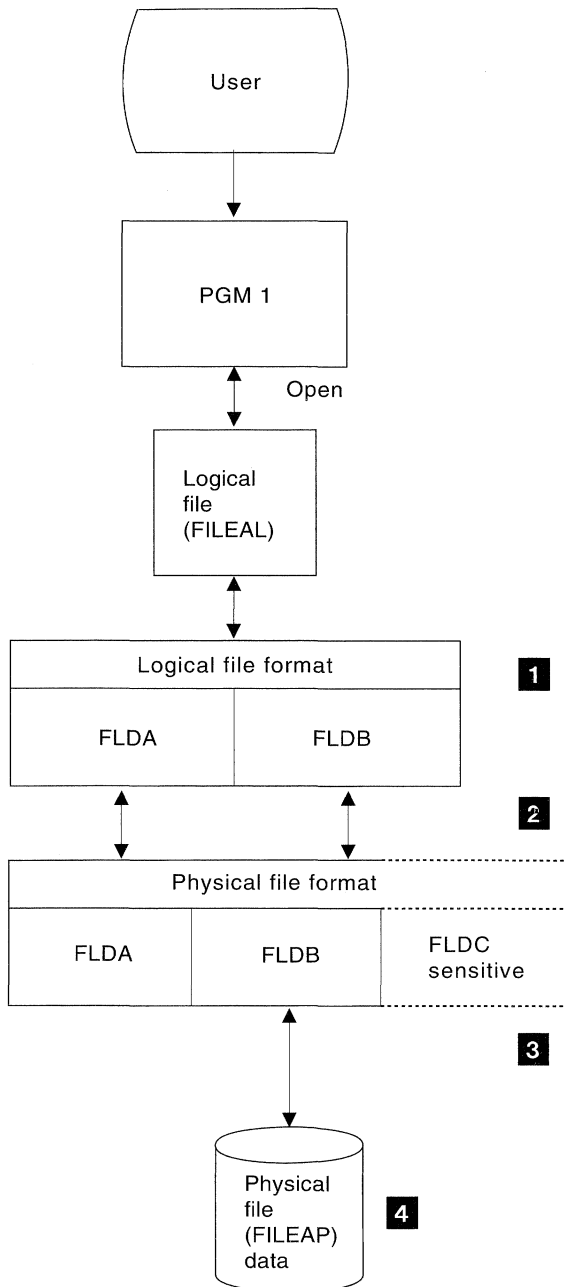 User
PGM 1
Open
Logical
file
(FILEAL)
Logical file format
1
FLDA FLDB
2
Physical file format
FLDA FLDB FLDC
sensitive
3
Physical
file
(FILEAP)
data
4